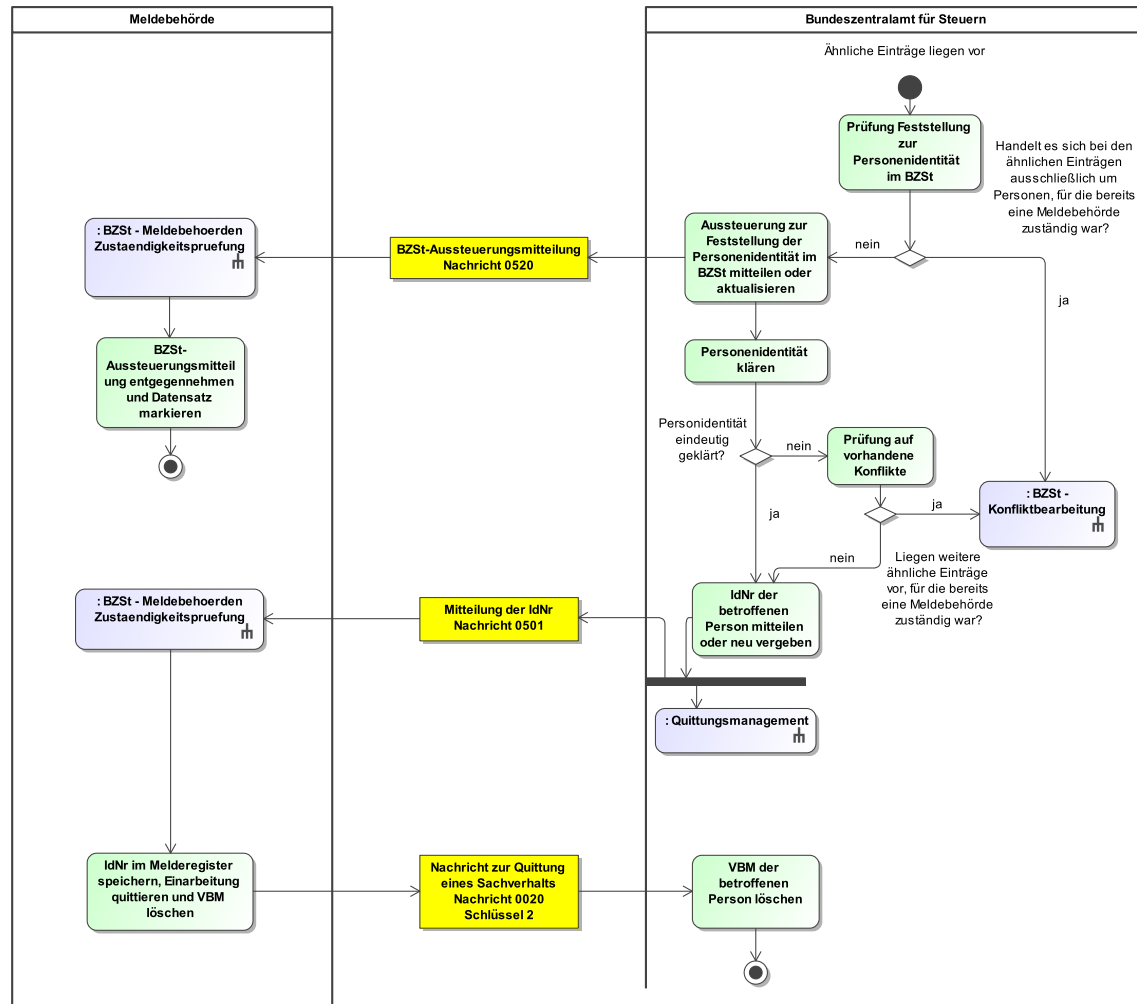 Meldebehörde
Bundeszentralamt für Steuern
Ähnliche Einträge liegen vor
Prüfung Feststellung
zur
Personenidentität
im BZSt
Handelt es sich bei den
ähnlichen Einträgen
ausschließlich um
Personen, für die bereits
eine Meldebehörde
zuständig war?
: BZSt - Meldebehoerden
Zustaendigkeitspruefung
BZSt-Aussteuerungsmitteilung
Nachricht 0520
Aussteuerung zur
Feststellung der
Personenidentität im
BZSt mitteilen oder
aktualisieren
nein
ja
BZSt-
Aussteuerungsmitteil
ung entgegennehmen
und Datensatz
markieren
Personenidentität
klären
Personidentität
eindeutig
geklärt?
nein
Prüfung auf
vorhandene
Konflikte
ja
ja
: BZSt -
Konfliktbearbeitung
nein
Liegen weitere
ähnliche Einträge
vor, für die bereits
eine Meldebehörde
zuständig war?
: BZSt - Meldebehoerden
Zustaendigkeitspruefung
Mitteilung der IdNr
Nachricht 0501
IdNr der
betroffenen
Person mitteilen
oder neu vergeben
: Quittungsmanagement
IdNr im Melderegister
speichern, Einarbeitung
quittieren und VBM
löschen
Nachricht zur Quittung
eines Sachverhalts
Nachricht 0020
Schlüssel 2
VBM der
betroffenen
Person löschen